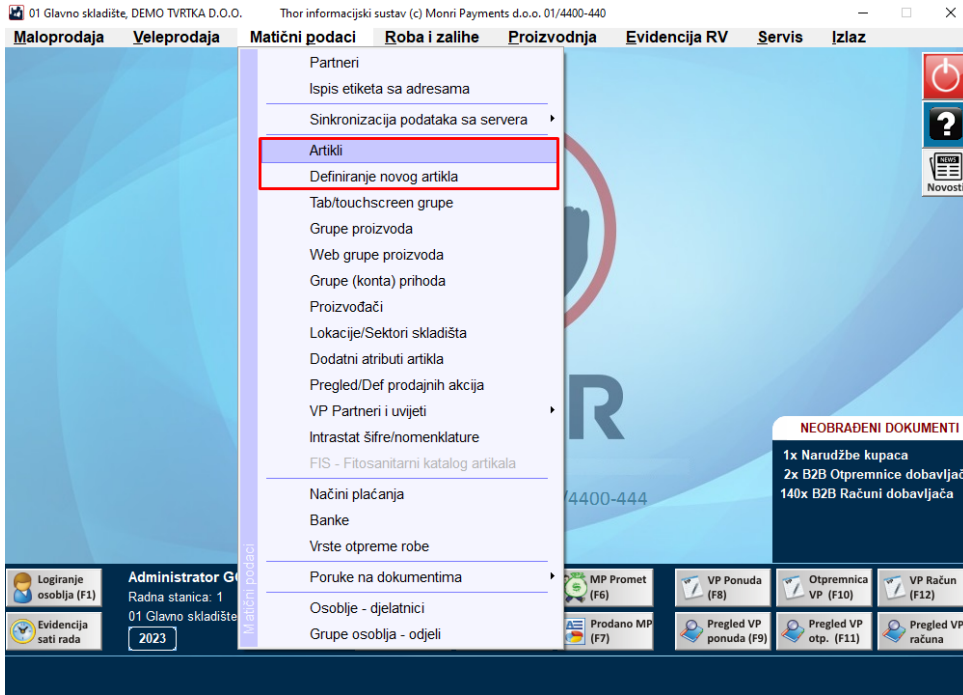 01 Glavno skladište, DEMO TVRTKA D.O.O. Thor informacijski sustav (c) Monri Payments d.o.o. 01/4400-440
Maloprodaja Veleprodaja Matični podaci Roba i zalihe Proizvodnja Evidencija RV Servis Izlaz
Partneri
Ispis etiketa sa adresama
Sinkronizacija podataka sa servera
Artikli
Definiranje novog artikla
Tab/touchscreen grupe
Grupe proizvoda
Web grupe proizvoda
Grupe (konta) prihoda
Proizvođači
Lokacije/Sektori skladišta
Dodatni atributi artikla
Pregled/Def prodajnih akcija
VP Partneri i uvijeti
Intrastat šifre/nomenklature
FIS - Fitosanitarni katalog artikala
Načini plaćanja
Banke
Vrste otpreme robe
Poruke na dokumentima
Osoblje - djelatnici
Grupe osoblja - odjeli
Matični podaci
?
NEWS
Novosti
R
/4400-444
NEOBRAĐENI DOKUMENTI
1x Narudžbe kupaca
2x B2B Otpremnice dobavljač
140x B2B Računi dobavljača
Logiranje
osoblja (F1)
Evidencija
sati rada
Administrator G
Radna stanica: 1
01 Glavno skladište
2023
MP Promet
(F6)
VP Ponuda
(F8)
Otpremnica
VP (F10)
VP Račun
(F12)
Prodano MP
(F7)
Pregled VP
ponuda (F9)
Pregled VP
otp. (F11)
Pregled VP
računa